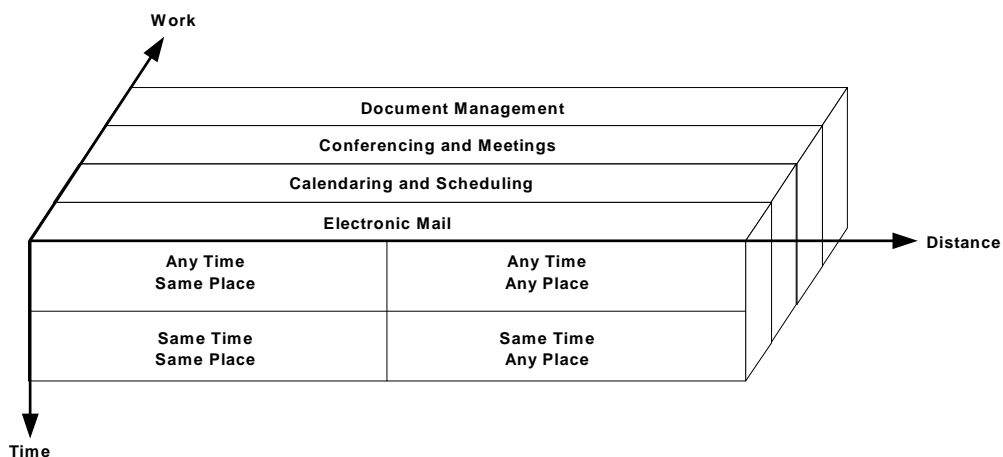 Work
Document Management
Conferencing and Meetings
Calendaring and Scheduling
Electronic Mail
Distance
Any Time
Same Place
Any Time
Any Place
Same Time
Same Place
Same Time
Any Place
Time